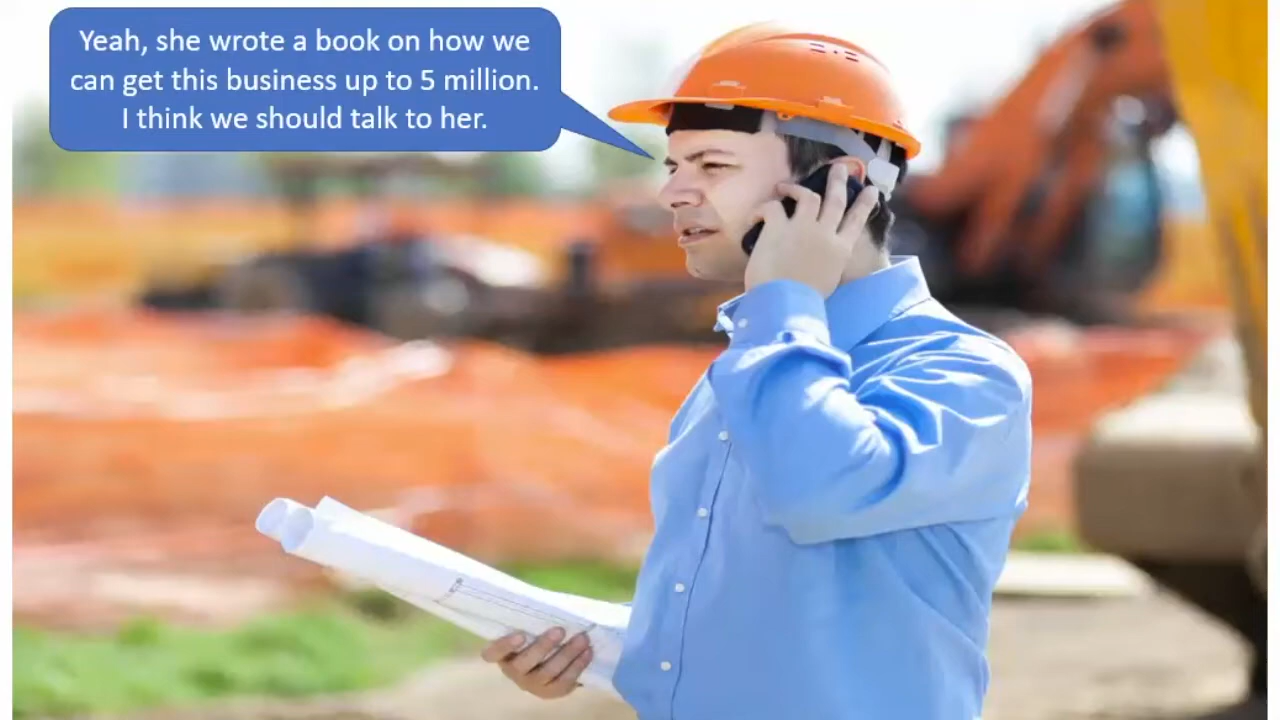 Yeah, she wrote a book on how we
can get this business up to 5 million.
I think we should talk to her.